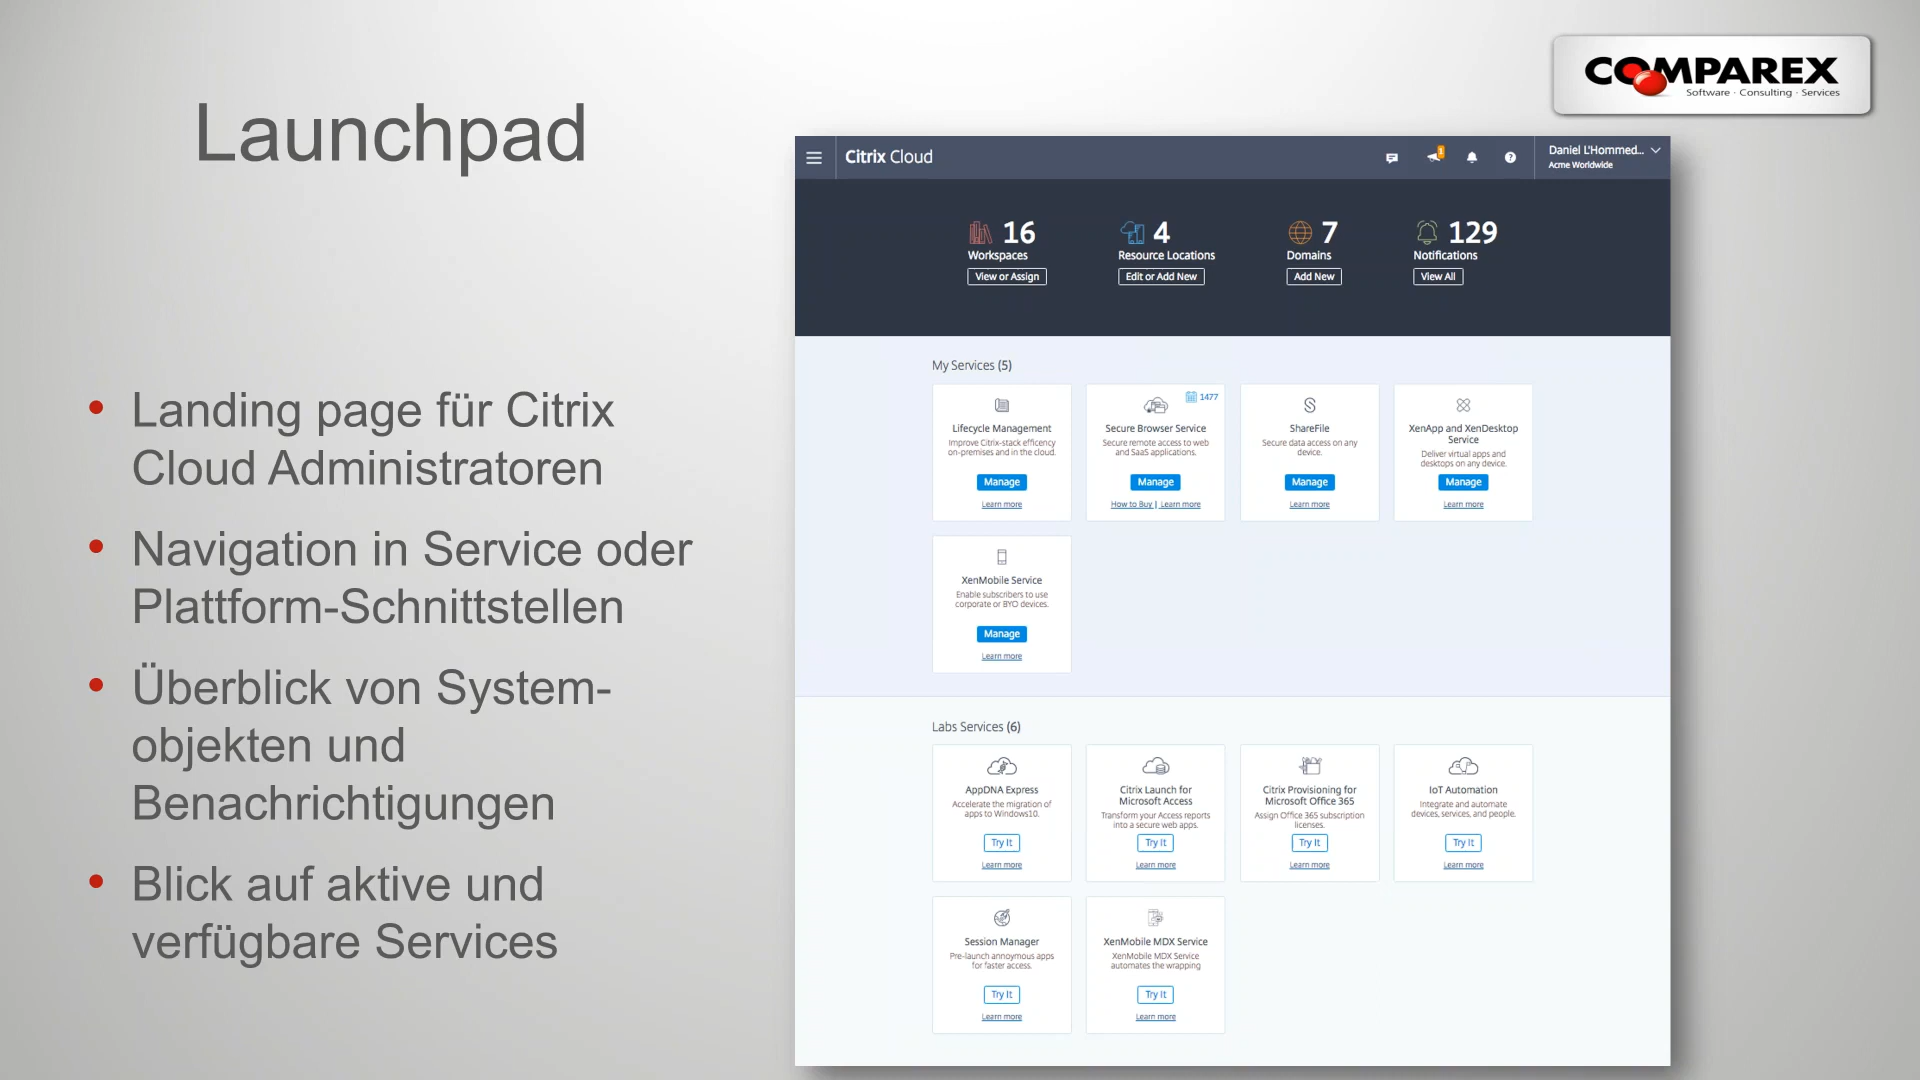 COMPAREX
Software · Consulting · Services
Launchpad
Landing page für Citrix
Cloud Administratoren
Navigation in Service oder
Plattform-Schnittstellen
Überblick von System-
objekten und
Benachrichtigungen
Blick auf aktive und
verfügbare Services
Citrix Cloud
1
Daniel L'Hommed...
Acme Worldwide
16
Workspaces
View or Assign
4
Resource Locations
Edit or Add New
7
Domains
Add New
129
Notifications
View All
My Services (5)
Lifecycle Management
Improve Citrix-stack efficency
on-premises and in the cloud.
Manage
Learn more
1477
Secure Browser Service
Secure remote access to web
and SaaS applications.
Manage
How to Buy | Learn more
ShareFile
Secure data access on any
device.
Manage
Learn more
XenApp and XenDesktop
Service
Deliver virtual apps and
desktops on any device.
Manage
Learn more
XenMobile Service
Enable subscribers to use
corporate or BYO devices.
Manage
Learn more
Labs Services (6)
AppDNA Express
Accelerate the migration of
apps to Windows10.
Try It
Learn more
Citrix Launch for
Microsoft Access
Transform your Access reports
into a secure web apps.
Try It
Learn more
Citrix Provisioning for
Microsoft Office 365
Assign Office 365 subscription
licenses.
Try It
Learn more
IoT Automation
Integrate and automate
devices, services, and people.
Try It
Learn more
Session Manager
Pre-launch annoymous apps
for faster access.
Try It
Learn more
XenMobile MDX Service
XenMobile MDX Service
automates the wrapping
Try It
Learn more